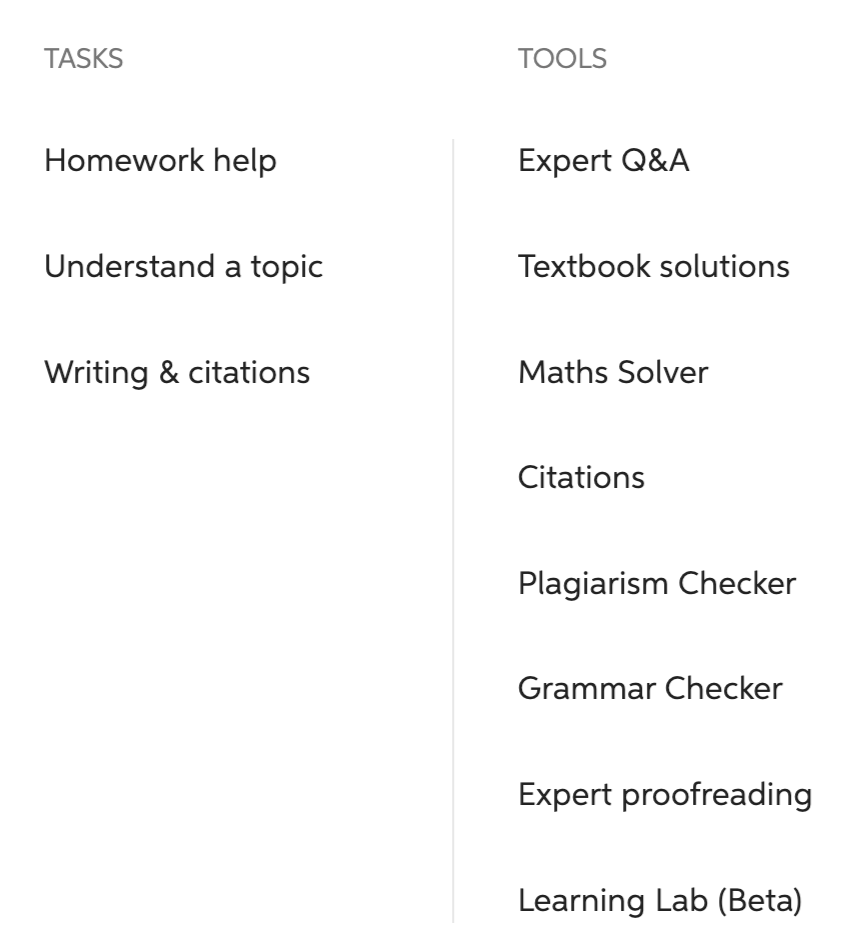 TASKS
Homework help
Understand a topic
Writing & citations
TOOLS
Expert Q&A
Textbook solutions
Maths Solver
Citations
Plagiarism Checker
Grammar Checker
Expert proofreading
Learning Lab (Beta)